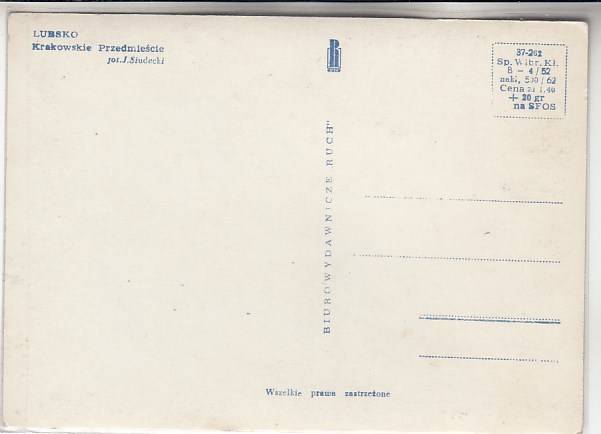 LUBSKO
Krakowskie Przedmieście
fot. J. Siudecki
RUCH
37-262
Sp. Wibr. Kl.
B - 4/52
nakł, 500/62
Cena zł 1.40
+ 20 gr
na SFOS
BIURO WYDAWNICZE „RUCH"
Wszelkie prawa zastrzeżone